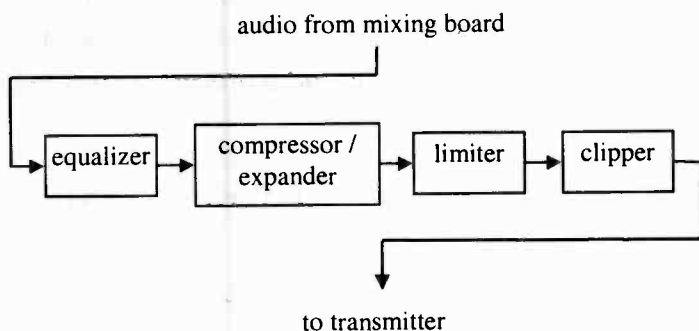 audio from mixing board
equalizer
compressor /
expander
limiter
clipper
to transmitter